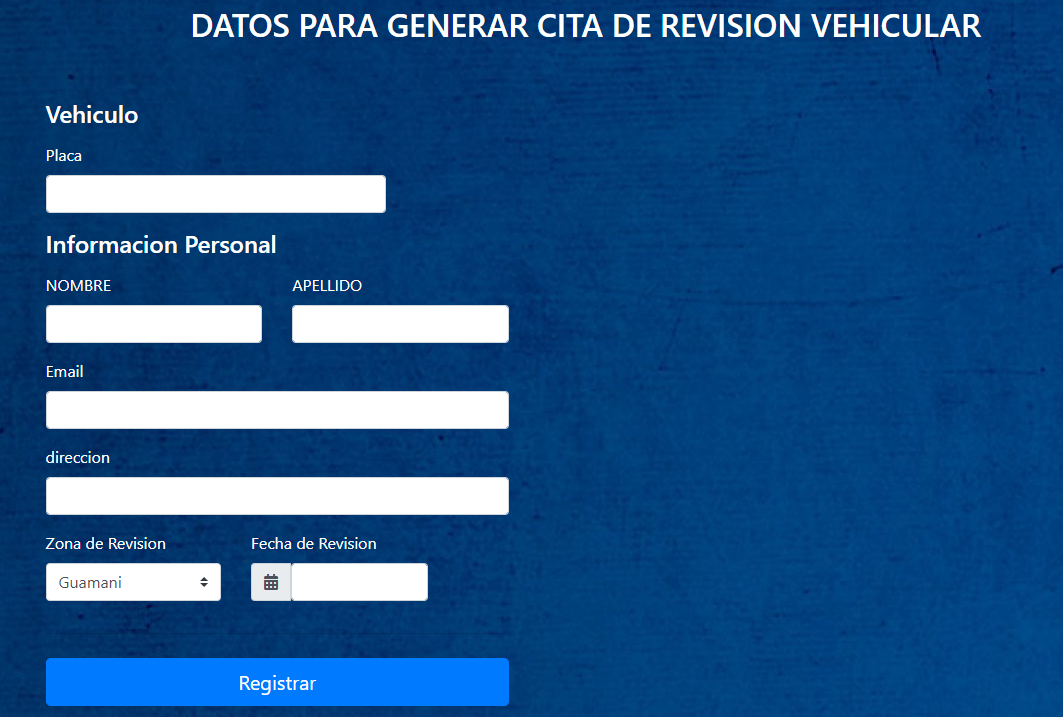 DATOS PARA GENERAR CITA DE REVISION VEHICULAR
Vehiculo
Placa
Informacion Personal
NOMBRE APELLIDO
Email
direccion
Zona de Revision Fecha de Revision
Guamani
Registrar